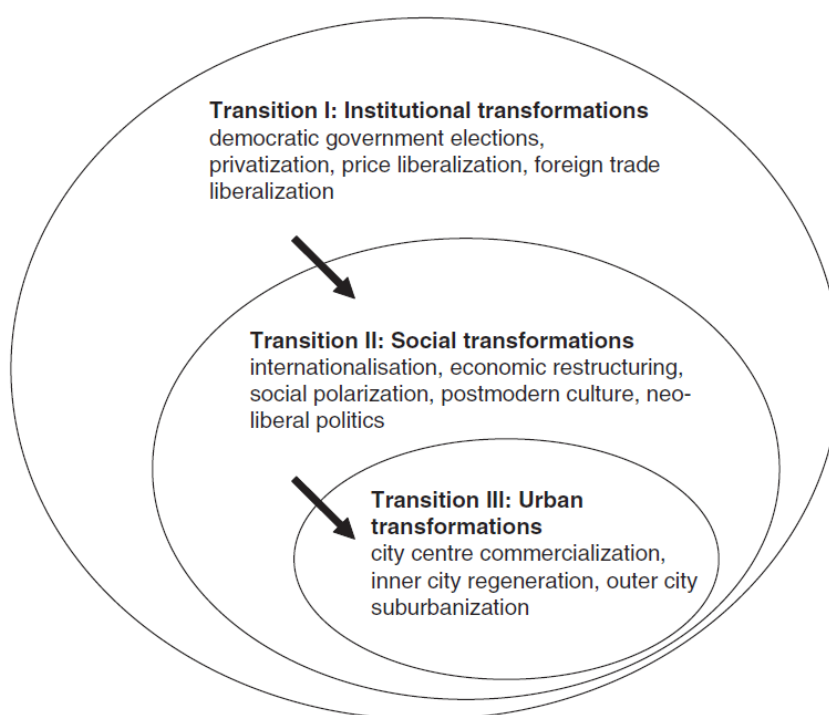 Transition I: Institutional transformations
democratic government elections,
privatization, price liberalization, foreign trade
liberalization
Transition II: Social transformations
internationalisation, economic restructuring,
social polarization, postmodern culture, neo-
liberal politics
Transition III: Urban
transformations
city centre commercialization,
inner city regeneration, outer city
suburbanization